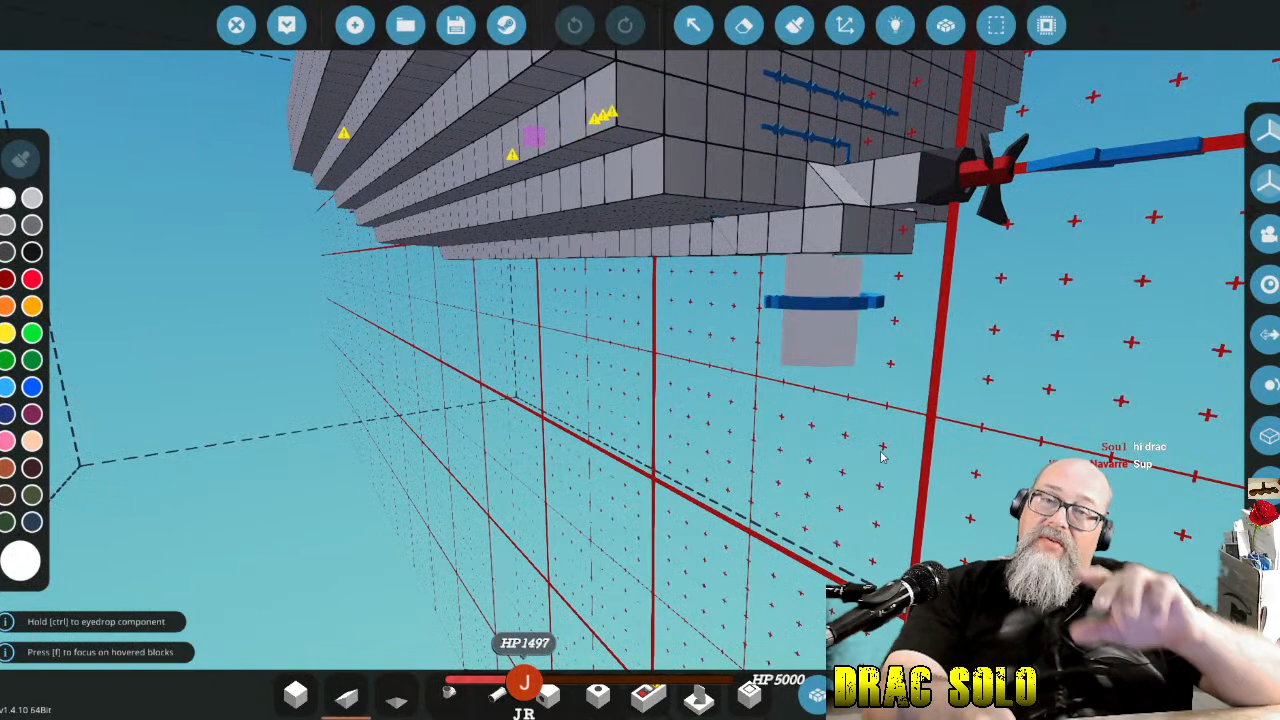 Soul hi drac
Navarre Sup
Hold [ctrl] to eyedrop component
Press [f] to focus on hovered blocks
HP 1497
HP 5000
J
JR
v1.4.10 64Bit
DRAC SOLO